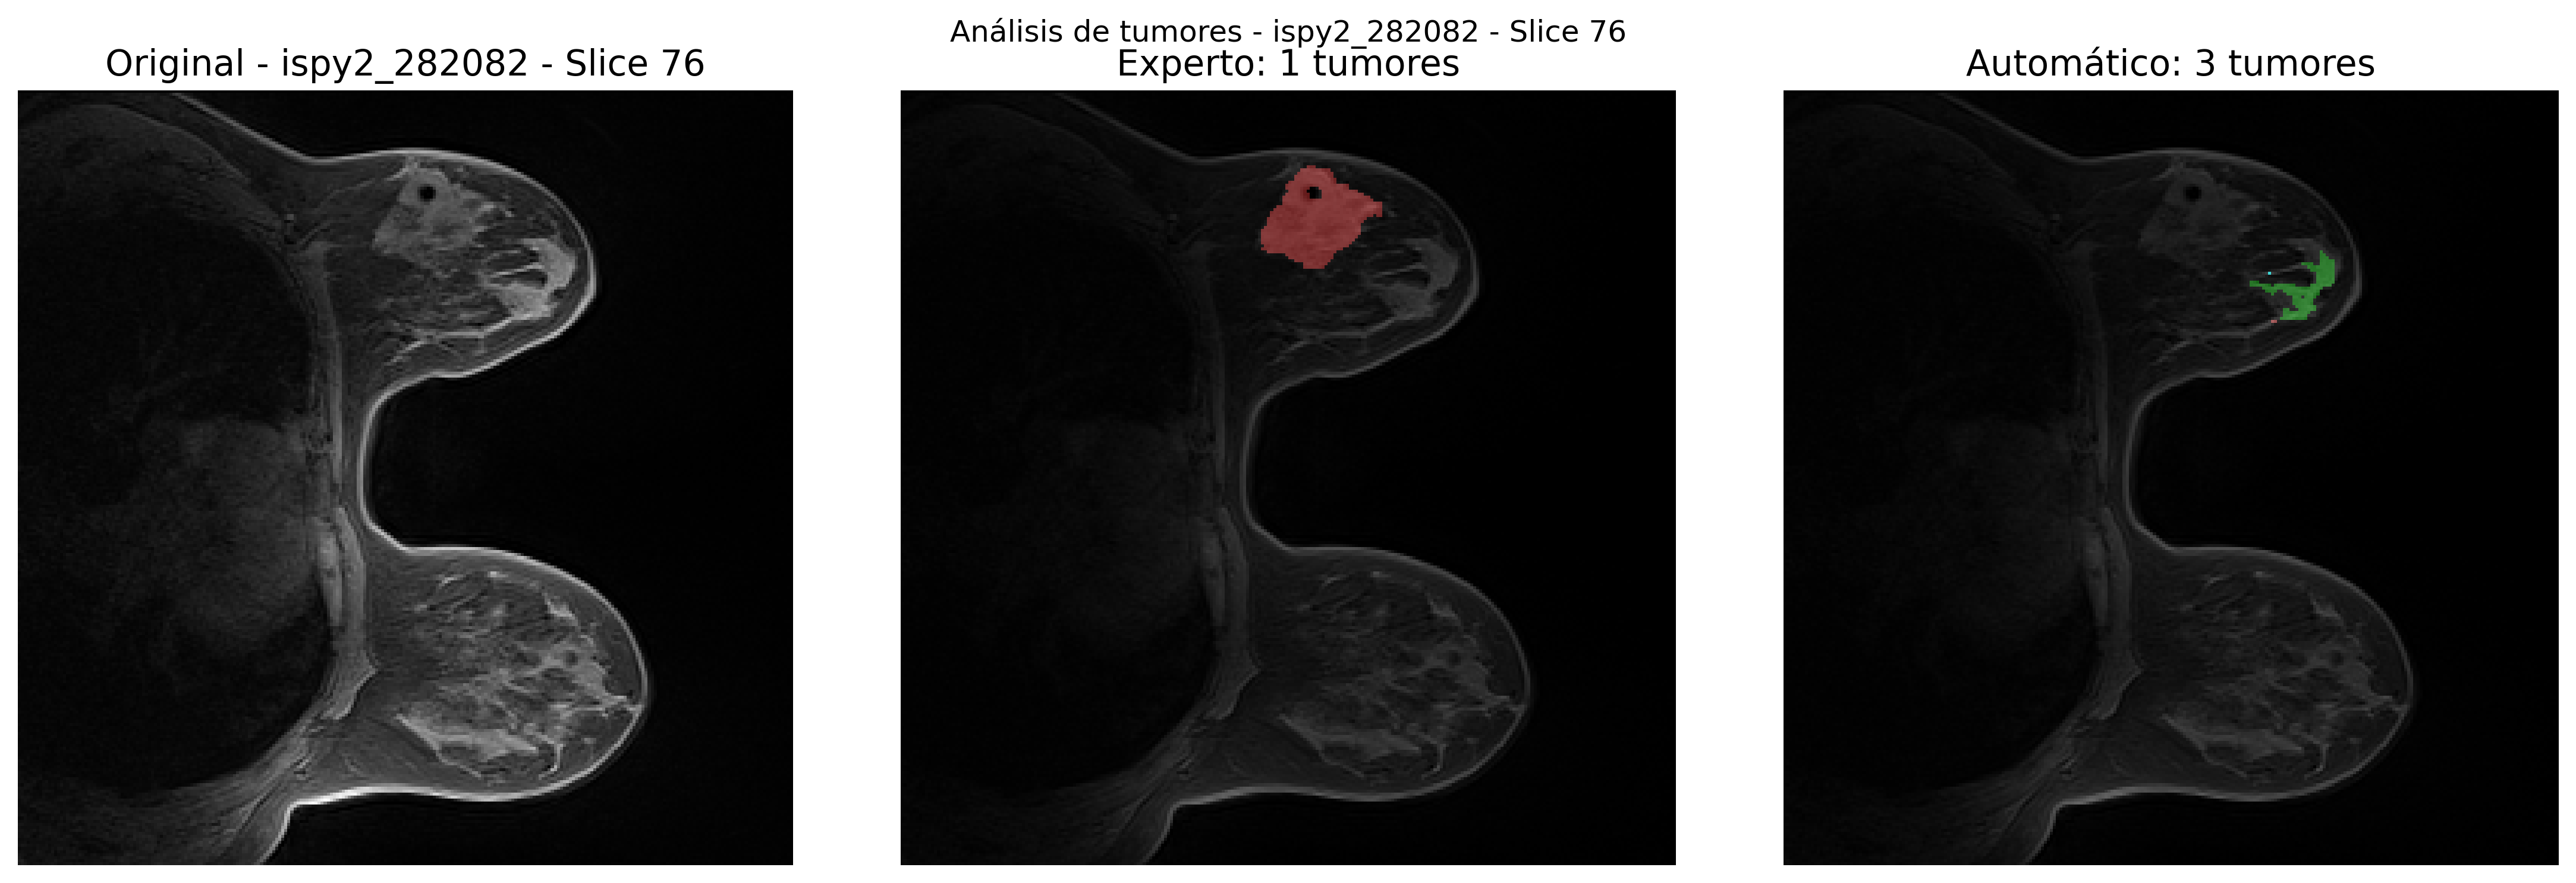 Análisis de tumores - ispy2_282082 - Slice 76
Original - ispy2_282082 - Slice 76
Experto: 1 tumores
Automático: 3 tumores